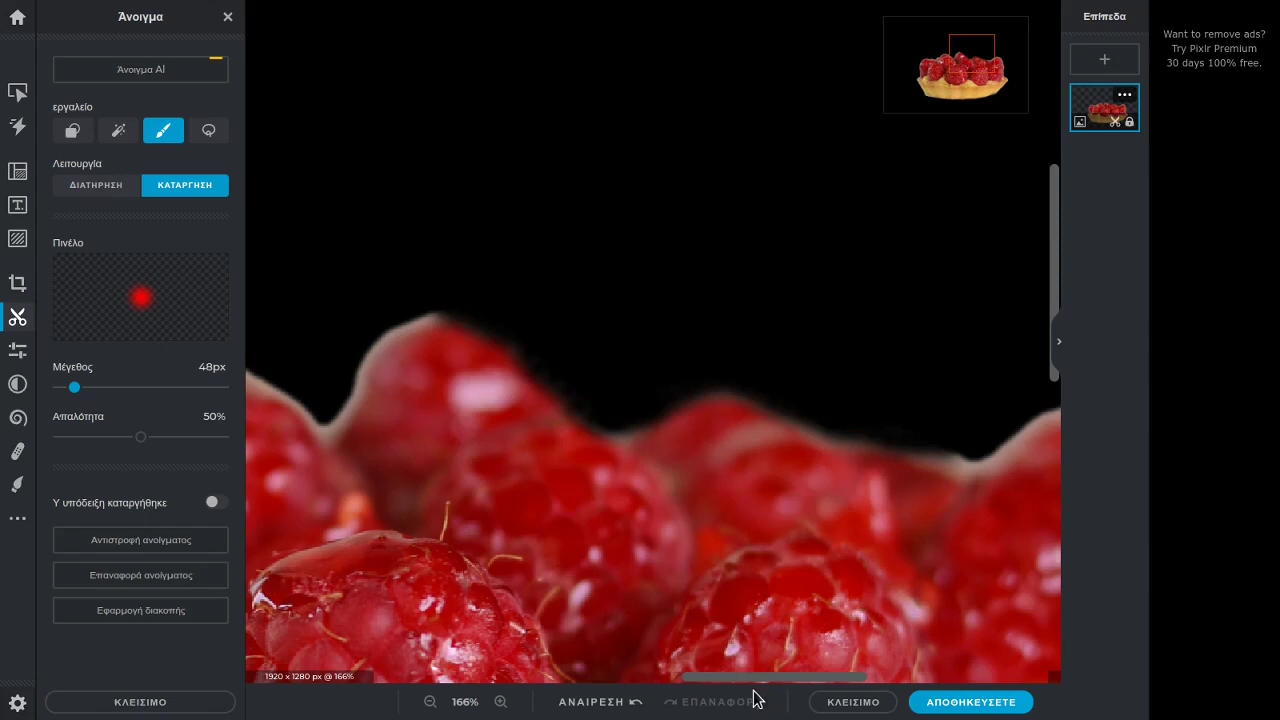 Άνοιγμα
Άνοιγμα AI
εργαλείο
Λειτουργία
ΔΙΑΤΗΡΗΣΗ
ΚΑΤΑΡΓΗΣΗ
Πινέλο
Μέγεθος
48px
Απαλότητα
50%
Υ υπόδειξη καταργήθηκε
Αντιστροφή ανοίγματος
Επαναφορά ανοίγματος
Εφαρμογή διακοπής
ΚΛΕΙΣΙΜΟ
1920 x 1280 px @ 166%
166%
ΑΝΑΙΡΕΣΗ
ΕΠΑΝΑΦΟΡ
ΚΛΕΙΣΙΜΟ
ΑΠΟΘΗΚΕΥΣΕΤΕ
Επίπεδα
Want to remove ads?
Try Pixlr Premium
30 days 100% free.